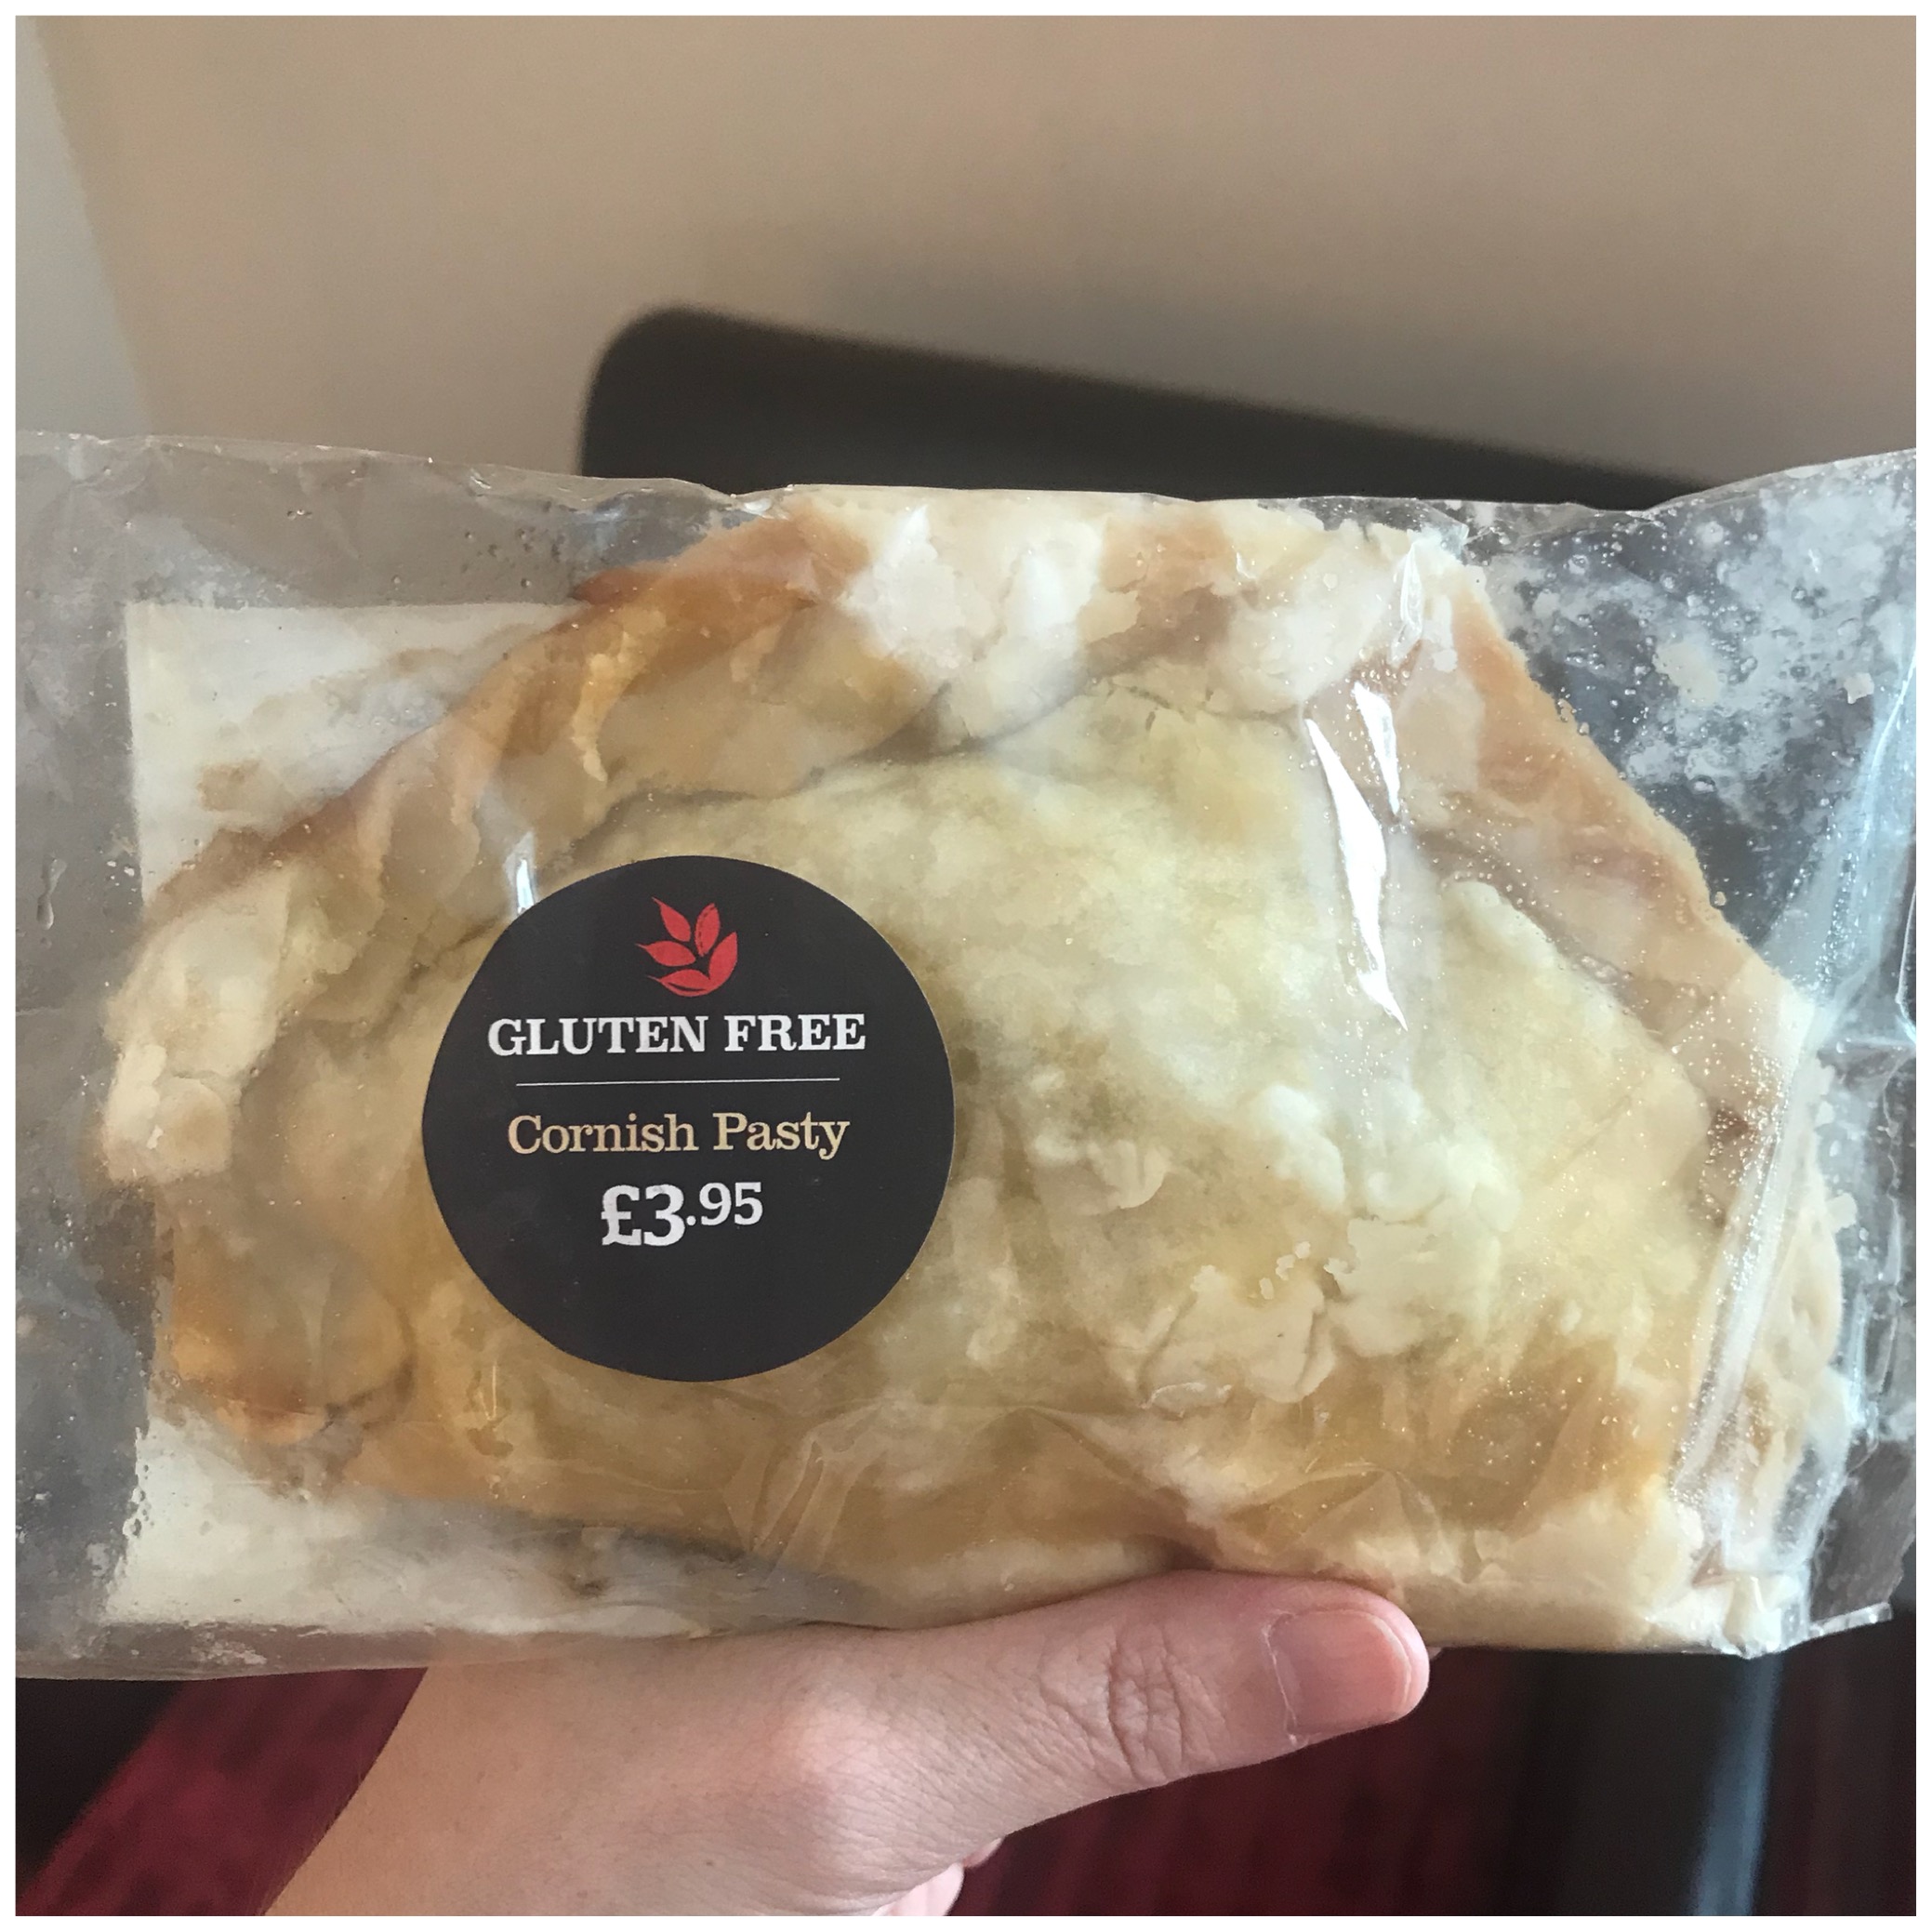 GLUTEN FREE
Cornish Pasty
£3.95